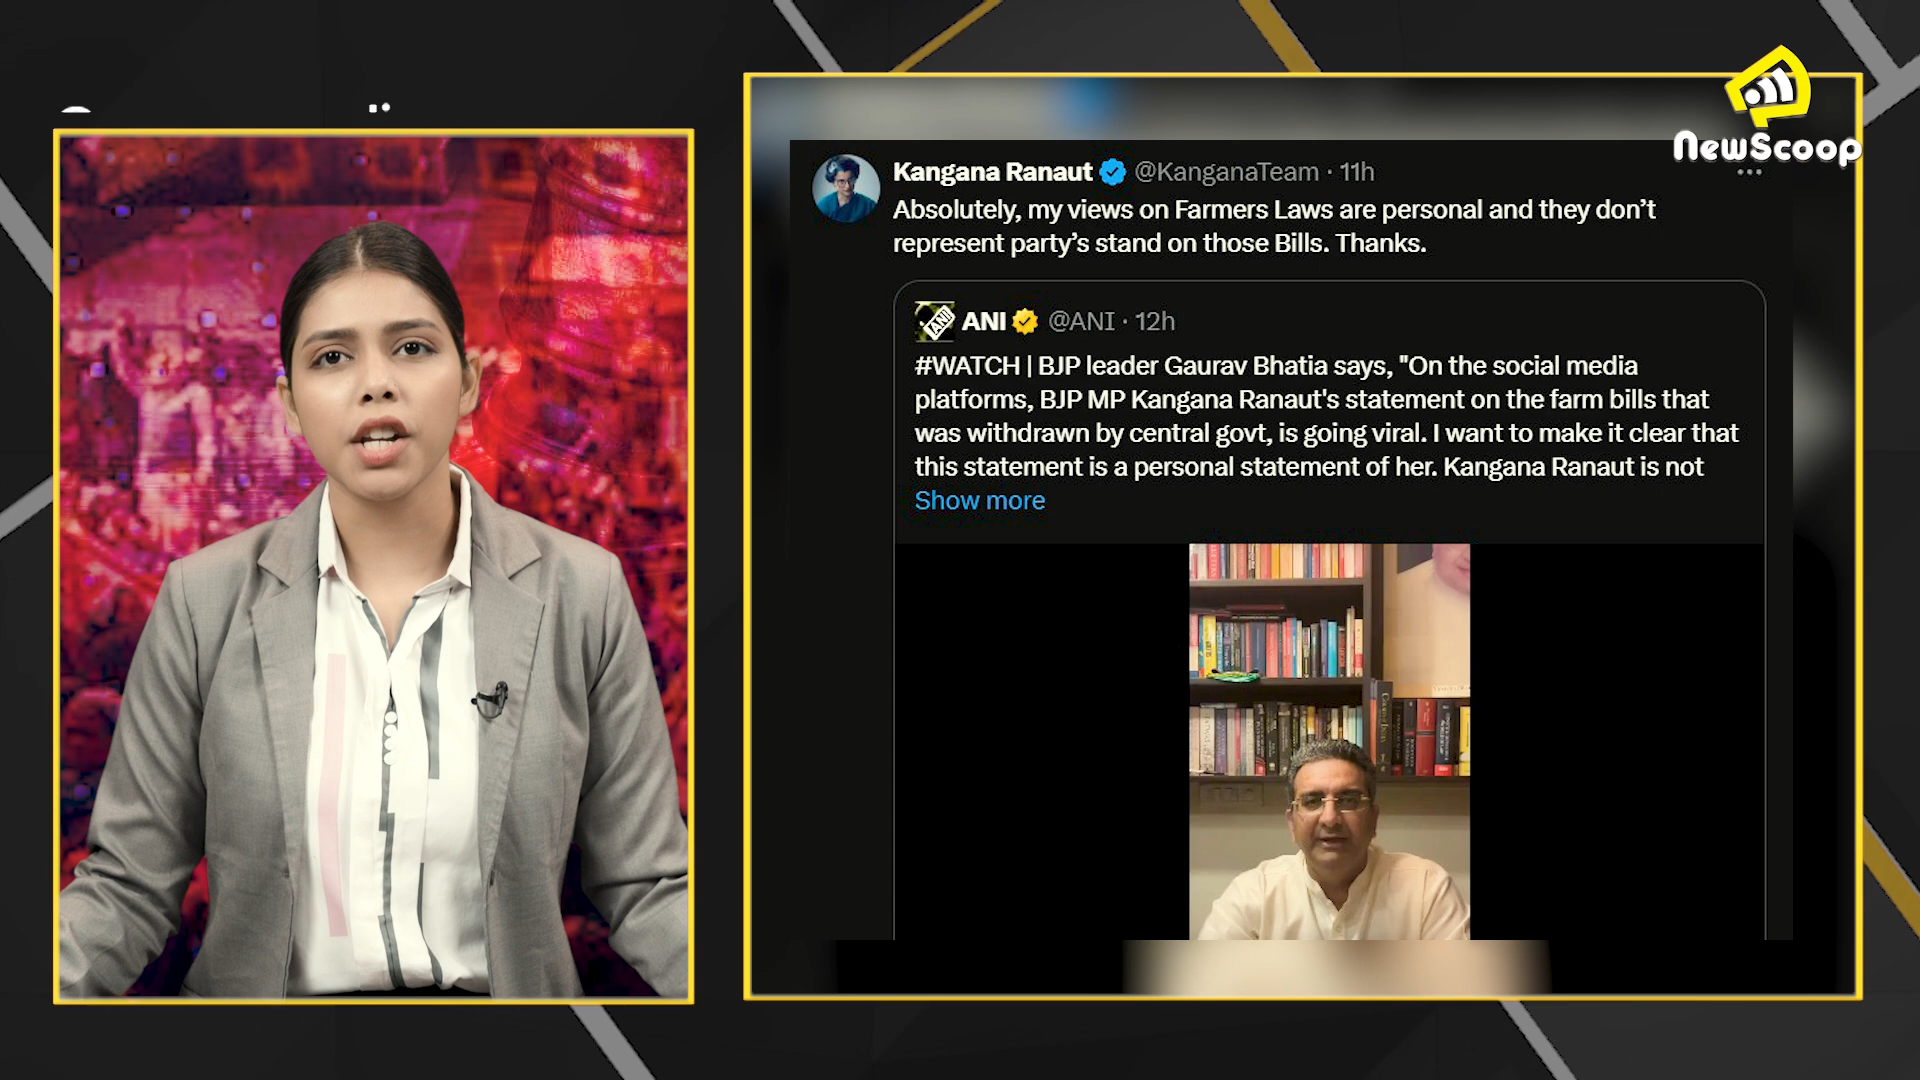 NewScoop
Kangana Ranaut @KanganaTeam · 11h
Absolutely, my views on Farmers Laws are personal and they don’t
represent party’s stand on those Bills. Thanks.
ANI @ANI · 12h
#WATCH | BJP leader Gaurav Bhatia says, "On the social media
platforms, BJP MP Kangana Ranaut's statement on the farm bills that
was withdrawn by central govt, is going viral. I want to make it clear that
this statement is a personal statement of her. Kangana Ranaut is not
Show more